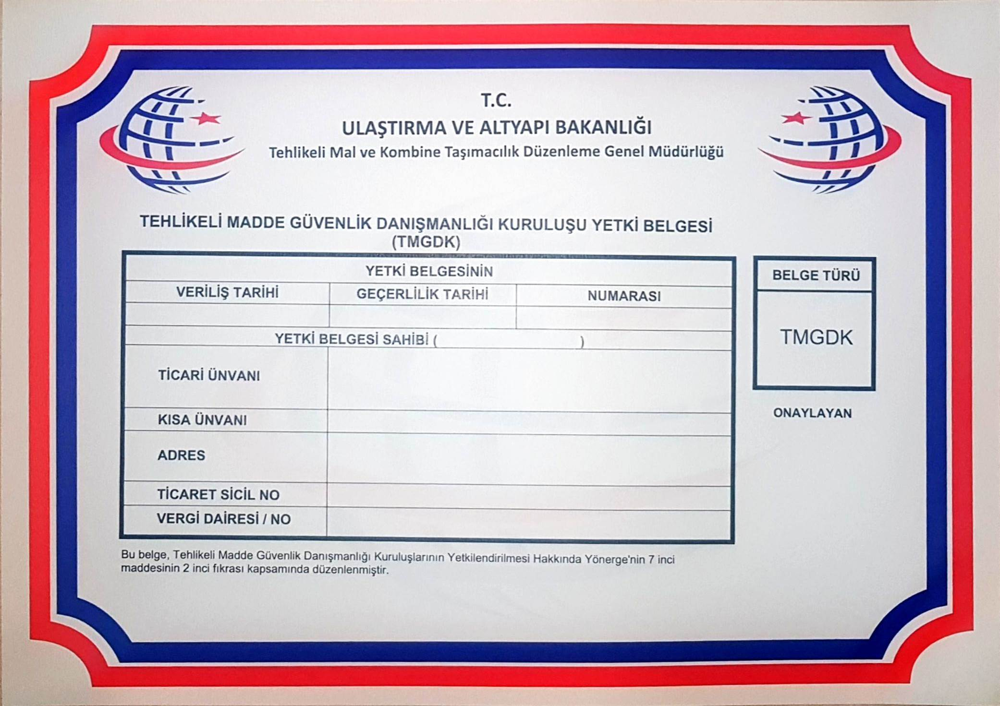 T.C.
ULAŞTIRMA VE ALTYAPI BAKANLIĞI
Tehlikeli Mal ve Kombine Taşımacılık Düzenleme Genel Müdürlüğü
TEHLİKELİ MADDE GÜVENLİK DANIŞMANLIĞI KURULUŞU YETKİ BELGESİ
(TMGDK)
YETKİ BELGESİNİN
VERİLİŞ TARİHİ GEÇERLİLİK TARİHİ NUMARASI
YETKİ BELGESİ SAHİBİ ( )
TİCARİ ÜNVANI
KISA ÜNVANI
ADRES
TİCARET SİCİL NO
VERGİ DAİRESİ / NO
BELGE TÜRÜ
TMGDK
ONAYLAYAN
Bu belge, Tehlikeli Madde Güvenlik Danışmanlığı Kuruluşlarının Yetkilendirilmesi Hakkında Yönerge'nin 7 inci
maddesinin 2 inci fıkrası kapsamında düzenlenmiştir.